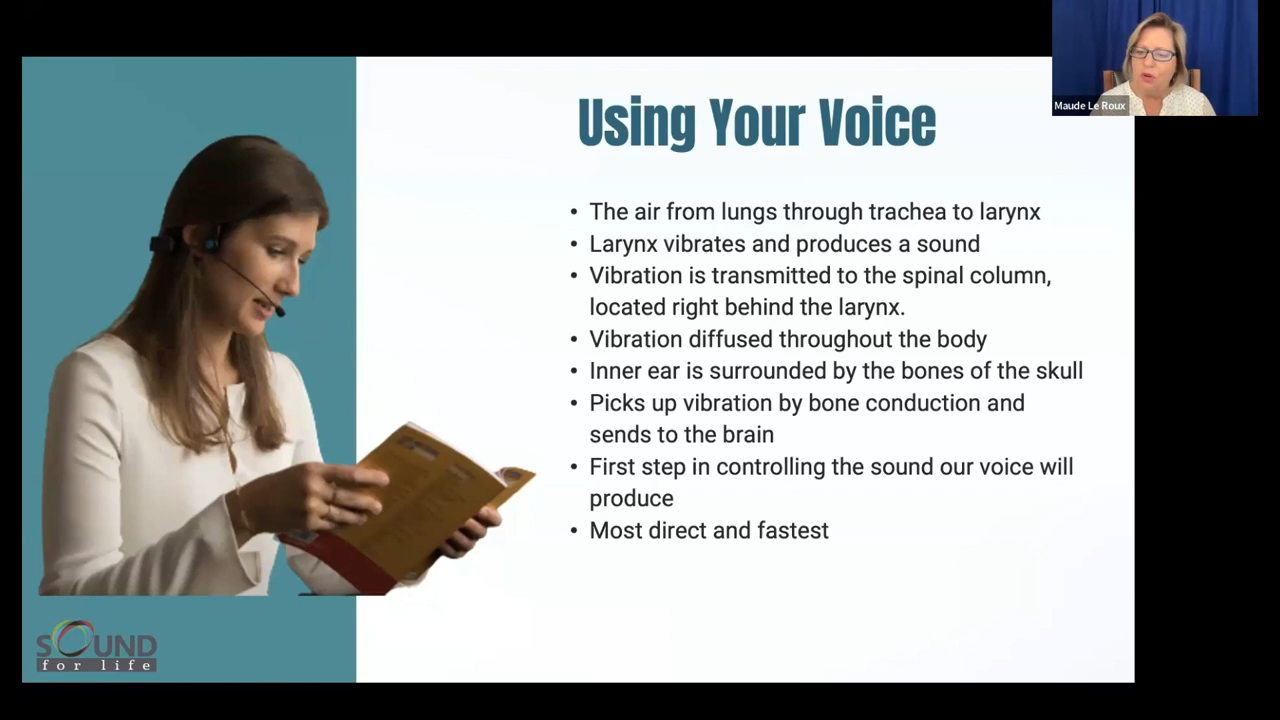 Using Your Voice
Maude Le Roux
• The air from lungs through trachea to larynx
• Larynx vibrates and produces a sound
• Vibration is transmitted to the spinal column,
located right behind the larynx.
• Vibration diffused throughout the body
• Inner ear is surrounded by the bones of the skull
• Picks up vibration by bone conduction and
sends to the brain
• First step in controlling the sound our voice will
produce
• Most direct and fastest
SOUND
for life